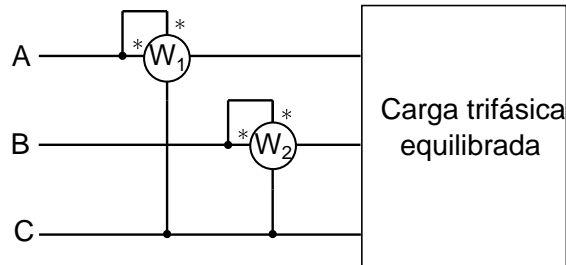 *
A * W₁
Carga trifásica
*
B * W₂ equilibrada
C